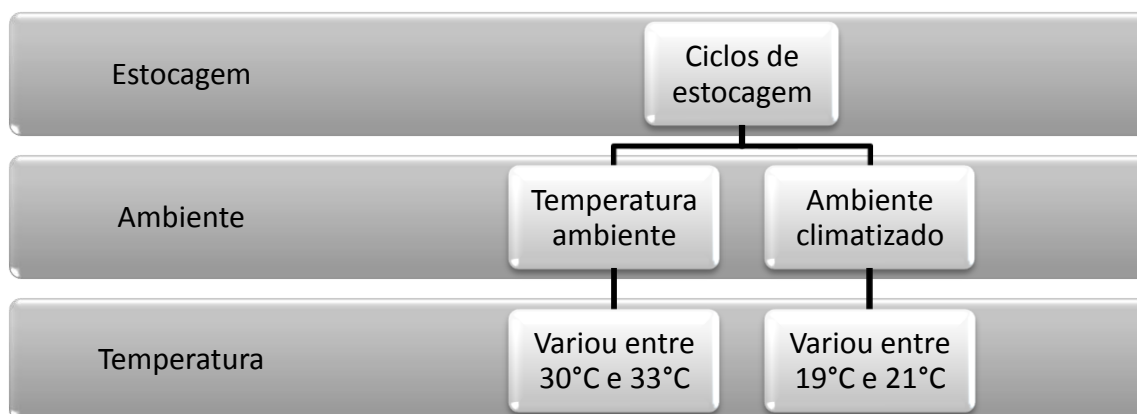 Estocagem
Ciclos de
estocagem
Ambiente
Temperatura
ambiente
Ambiente
climatizado
Temperatura
Variou entre
30°C e 33°C
Variou entre
19°C e 21°C